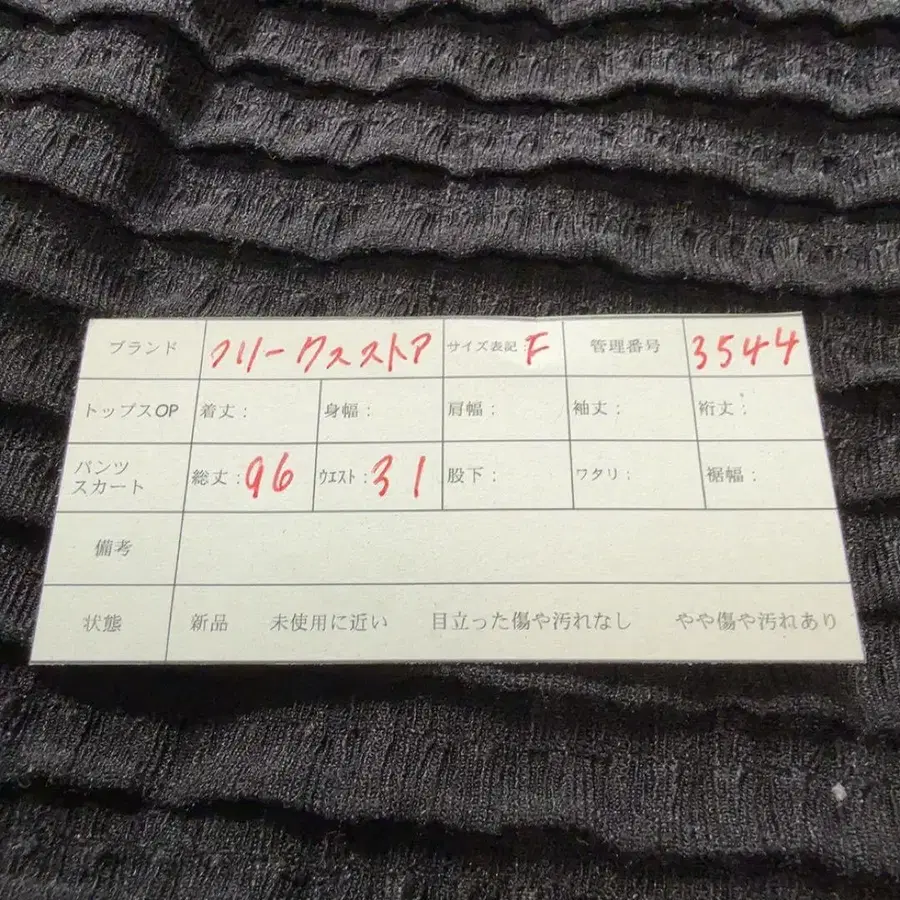 ブランド フリークスストア サイズ表記：F 管理番号 3544
トップスOP 着丈： 身幅： 肩幅： 袖丈： 裄丈：
パンツ
スカート 総丈：96 ウエスト：31 股下： ワタリ： 裾幅：
備考
状態 新品 未使用に近い 目立った傷や汚れなし やや傷や汚れあり